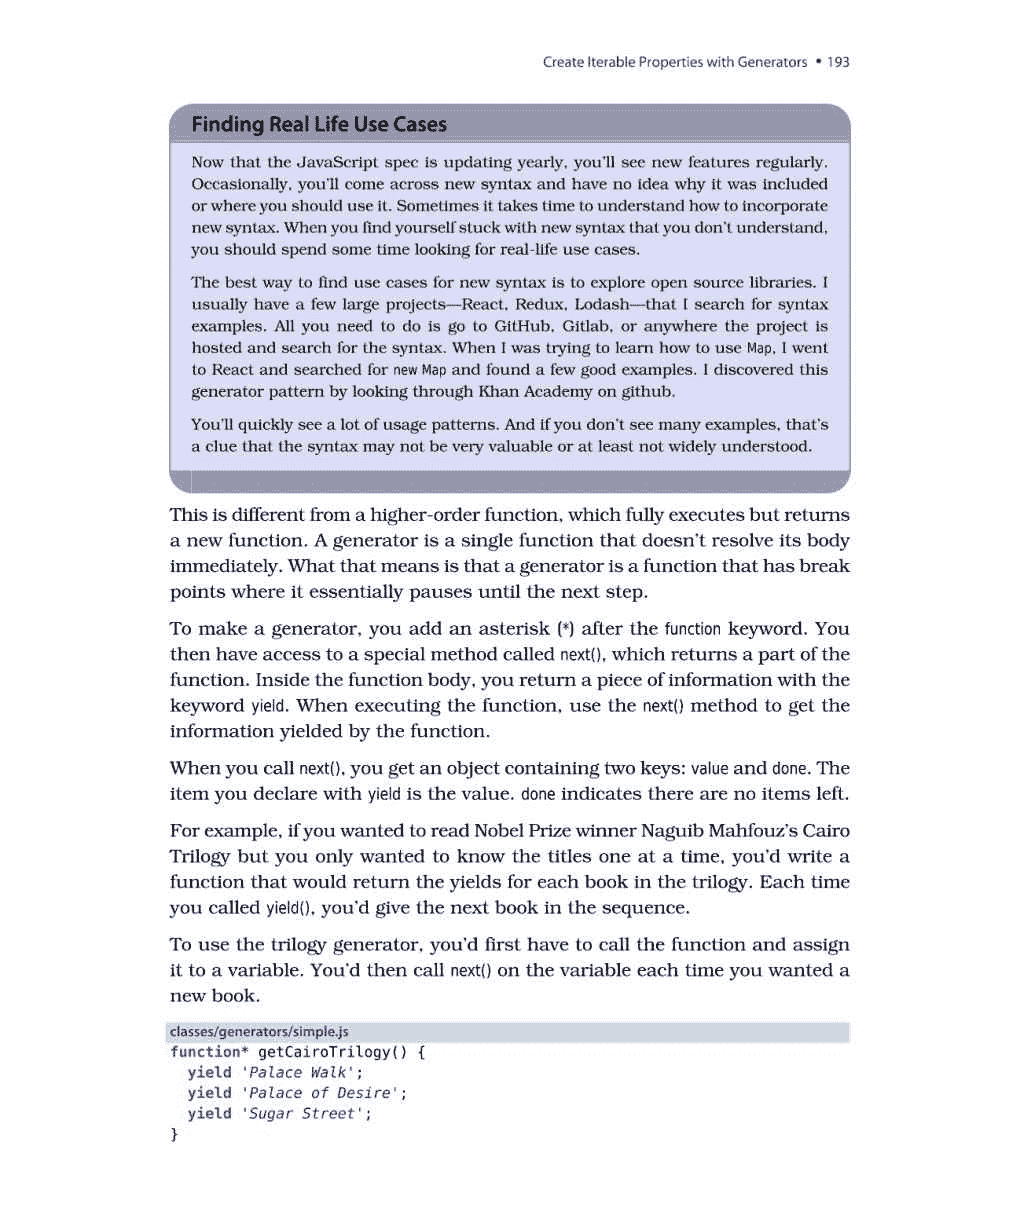 Create Iterable Properties with Generators • 193
Finding Real Life Use Cases
Now that the JavaScript spec is updating yearly, you'll see new features regularly.
Occasionally, you'll come across new syntax and have no idea why it was included
or where you should use it. Sometimes it takes time to understand how to incorporate
new syntax. When you find yourself stuck with new syntax that you don't understand,
you should spend some time looking for real-life use cases.
The best way to find use cases for new syntax is to explore open source libraries. I
usually have a few large projects—React, Redux, Lodash—that I search for syntax
examples. All you need to do is go to GitHub, Gitlab, or anywhere the project is
hosted and search for the syntax. When I was trying to learn how to use Map, I went
to React and searched for new Map and found a few good examples. I discovered this
generator pattern by looking through Khan Academy on github.
You'll quickly see a lot of usage patterns. And if you don't see many examples, that's
a clue that the syntax may not be very valuable or at least not widely understood.
This is different from a higher-order function, which fully executes but returns
a new function. A generator is a single function that doesn't resolve its body
immediately. What that means is that a generator is a function that has break
points where it essentially pauses until the next step.
To make a generator, you add an asterisk (*) after the function keyword. You
then have access to a special method called next(), which returns a part of the
function. Inside the function body, you return a piece of information with the
keyword yield. When executing the function, use the next() method to get the
information yielded by the function.
When you call next(), you get an object containing two keys: value and done. The
item you declare with yield is the value. done indicates there are no items left.
For example, if you wanted to read Nobel Prize winner Naguib Mahfouz's Cairo
Trilogy but you only wanted to know the titles one at a time, you'd write a
function that would return the yields for each book in the trilogy. Each time
you called yield(), you'd give the next book in the sequence.
To use the trilogy generator, you'd first have to call the function and assign
it to a variable. You'd then call next() on the variable each time you wanted a
new book.
classes/generators/simple.js
function* getCairoTrilogy() {
  yield 'Palace Walk';
  yield 'Palace of Desire';
  yield 'Sugar Street';
}